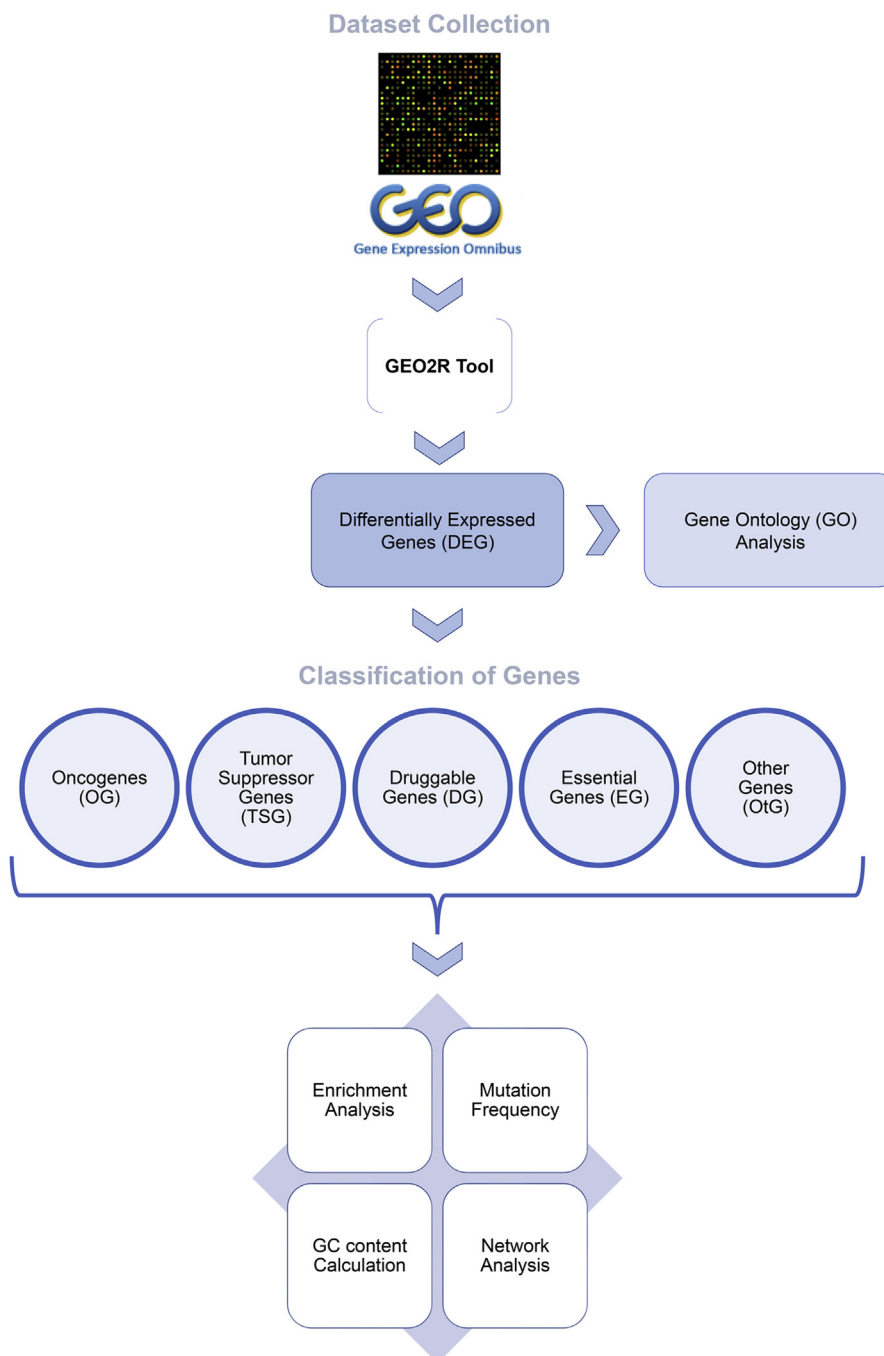 Dataset Collection
GEO
Gene Expression Omnibus
GEO2R Tool
Differentially Expressed
Genes (DEG)
Gene Ontology (GO)
Analysis
Classification of Genes
Oncogenes
(OG)
Tumor
Suppressor
Genes
(TSG)
Druggable
Genes (DG)
Essential
Genes (EG)
Other
Genes
(OtG)
Enrichment
Analysis
Mutation
Frequency
GC content
Calculation
Network
Analysis